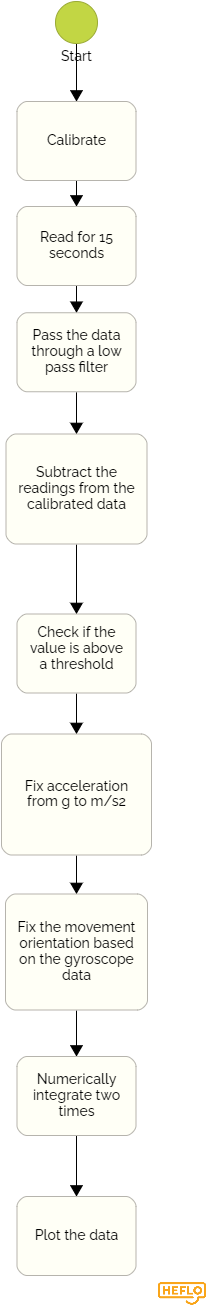 Start
Calibrate
Read for 15
seconds
Pass the data
through a low
pass filter
Subtract the
readings from the
calibrated data
Check if the
value is above
a threshold
Fix acceleration
from g to m/s2
Fix the movement
orientation based
on the gyroscope
data
Numerically
integrate two
times
Plot the data
HEFLO